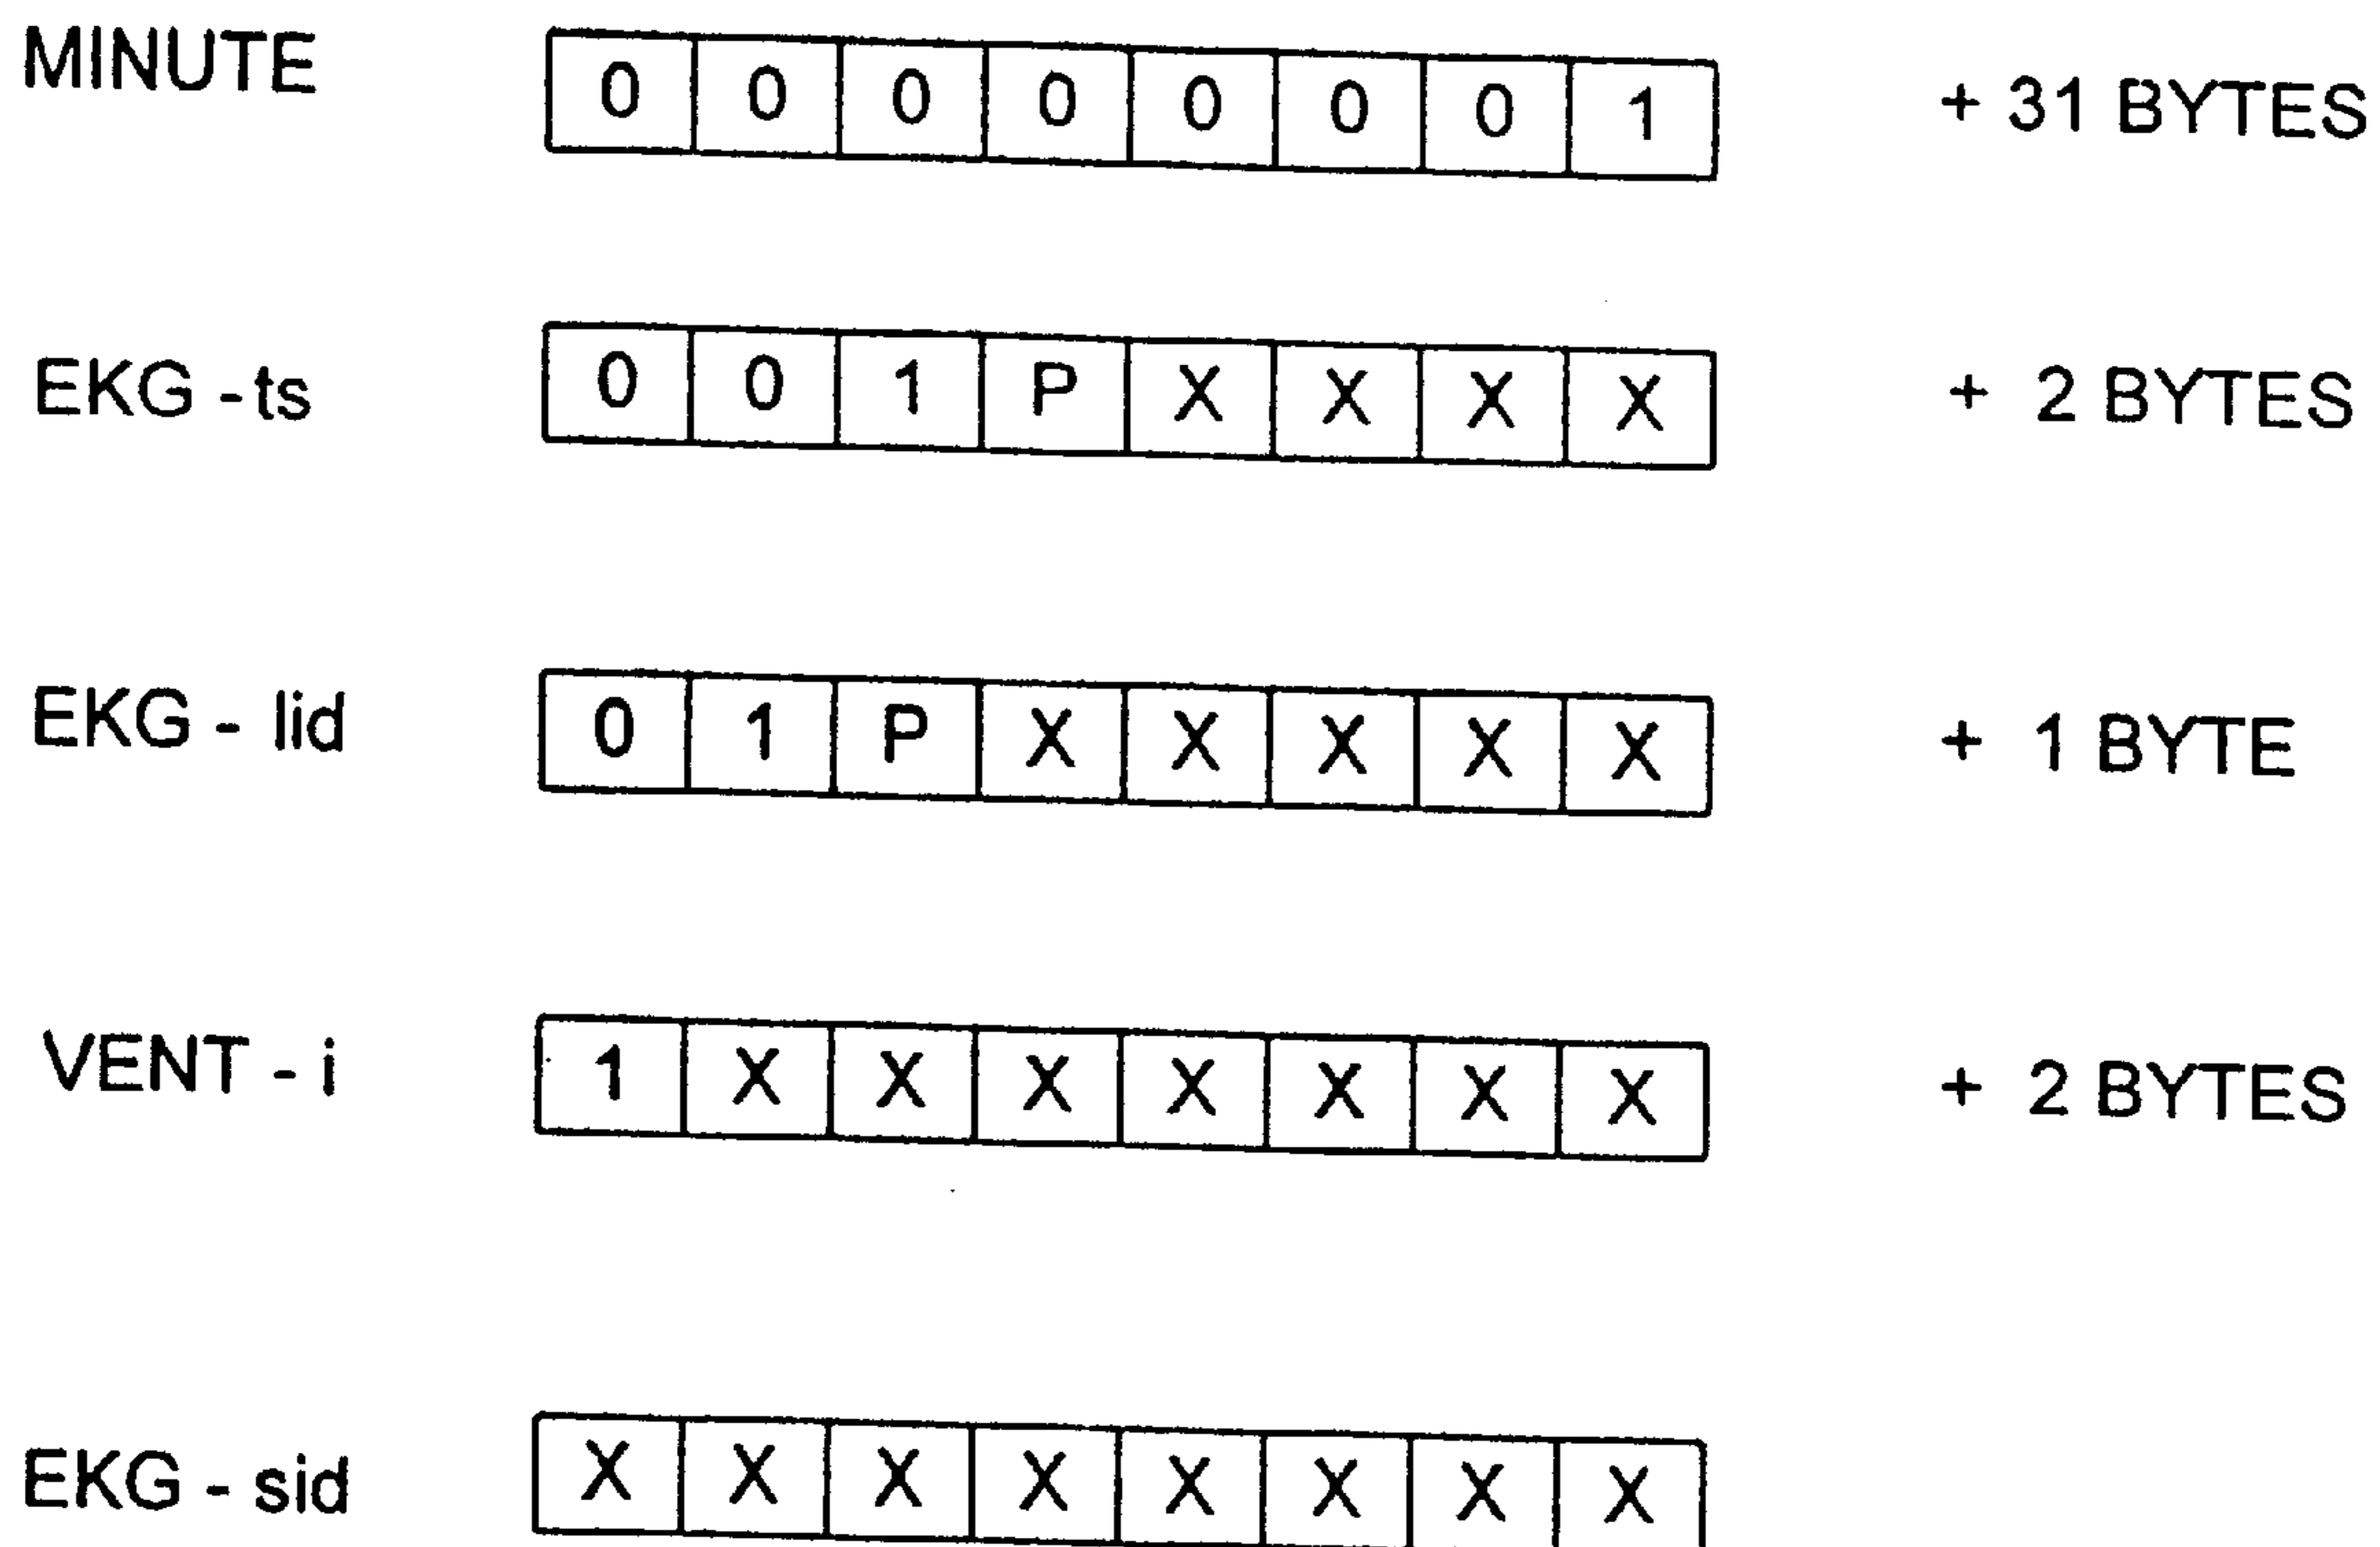 MINUTE 0 0 0 0 0 0 0 1 + 31 BYTES
EKG -ts 0 0 1 P X X X X + 2 BYTES
EKG - lid 0 1 P X X X X X + 1 BYTE
VENT - i 1 X X X X X X X + 2 BYTES
EKG - sid X X X X X X X X